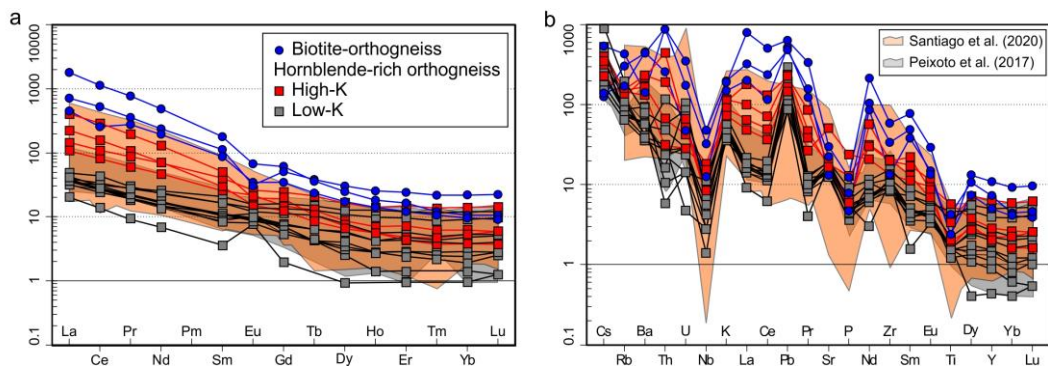 a
10000
1000
100
10
1
0.1
Biotite-orthogneiss
Hornblende-rich orthogneiss
High-K
Low-K
La Pr Pm Eu Tb Ho Tm Lu
Ce Nd Sm Gd Dy Er Yb
b
1000
100
10
1
0.1
Santiago et al. (2020)
Peixoto et al. (2017)
Cs Ba U K Ce Pr P Zr Eu Dy Yb
Rb Th Nb La Pb Sr Nd Sm Ti Y Lu